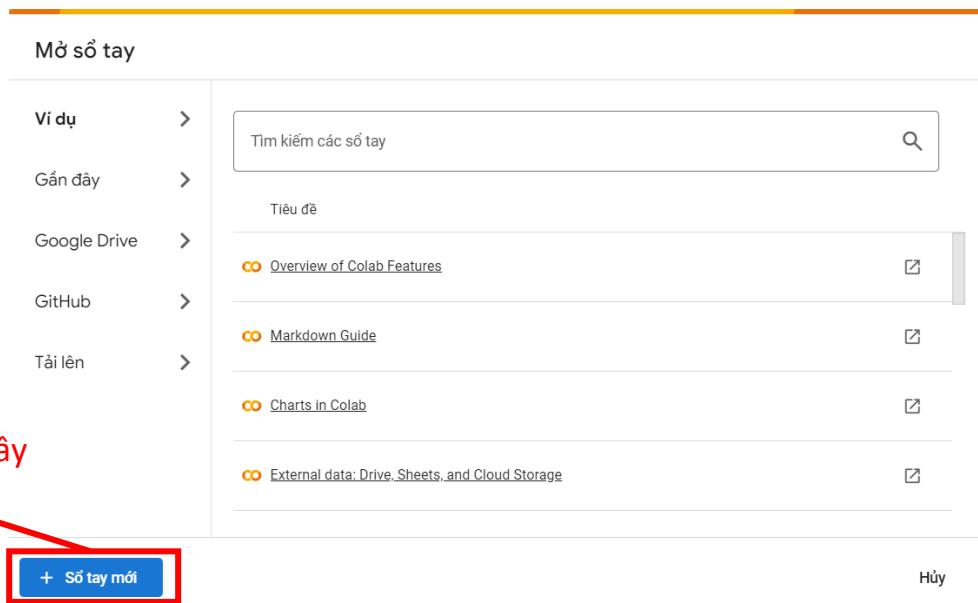 Mở sổ tay
Ví dụ
Gần đây
Google Drive
GitHub
Tải lên
Tìm kiếm các sổ tay
Tiêu đề
Overview of Colab Features
Markdown Guide
Charts in Colab
External data: Drive, Sheets, and Cloud Storage
ây
+ Sổ tay mới
Hủy